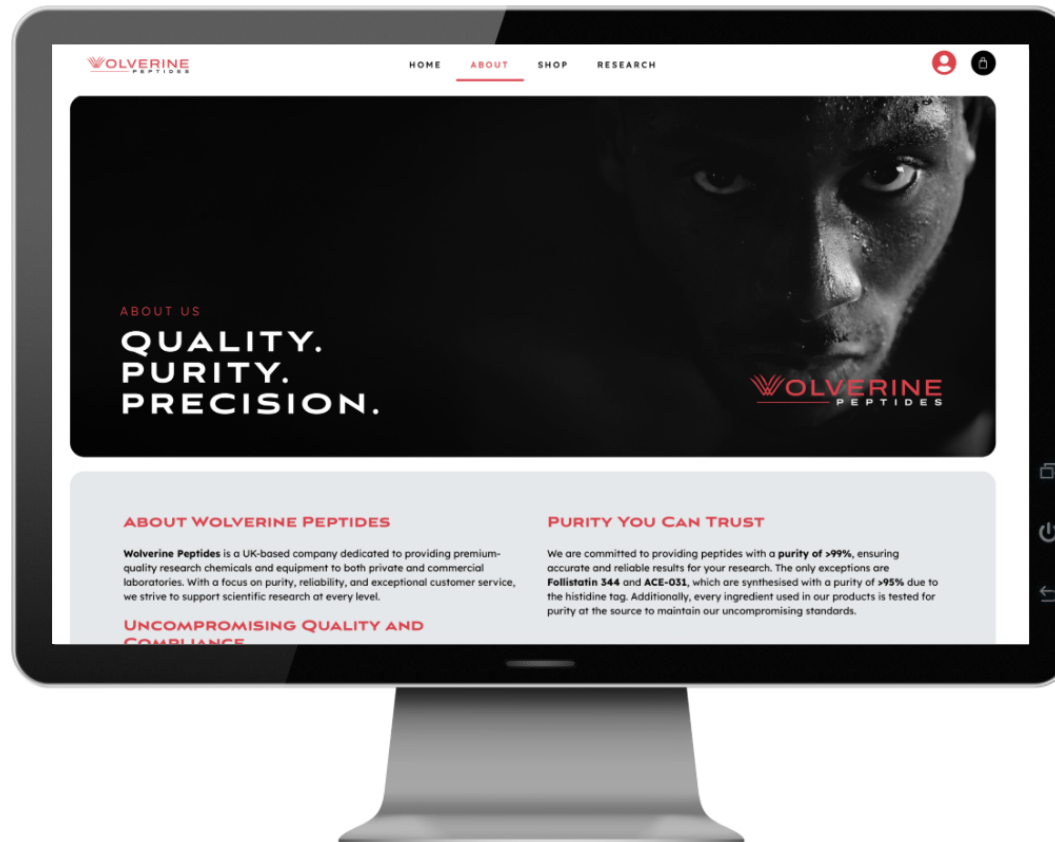 WOLVERINE
PEPTIDES
HOME ABOUT SHOP RESEARCH
ABOUT US
QUALITY.
PURITY.
PRECISION.
WOLVERINE
PEPTIDES
ABOUT WOLVERINE PEPTIDES
Wolverine Peptides is a UK-based company dedicated to providing premium-
quality research chemicals and equipment to both private and commercial
laboratories. With a focus on purity, reliability, and exceptional customer service,
we strive to support scientific research at every level.
UNCOMPROMISING QUALITY AND
COMPLIANCE
PURITY YOU CAN TRUST
We are committed to providing peptides with a purity of >99%, ensuring
accurate and reliable results for your research. The only exceptions are
Follistatin 344 and ACE-031, which are synthesised with a purity of >95% due to
the histidine tag. Additionally, every ingredient used in our products is tested for
purity at the source to maintain our uncompromising standards.